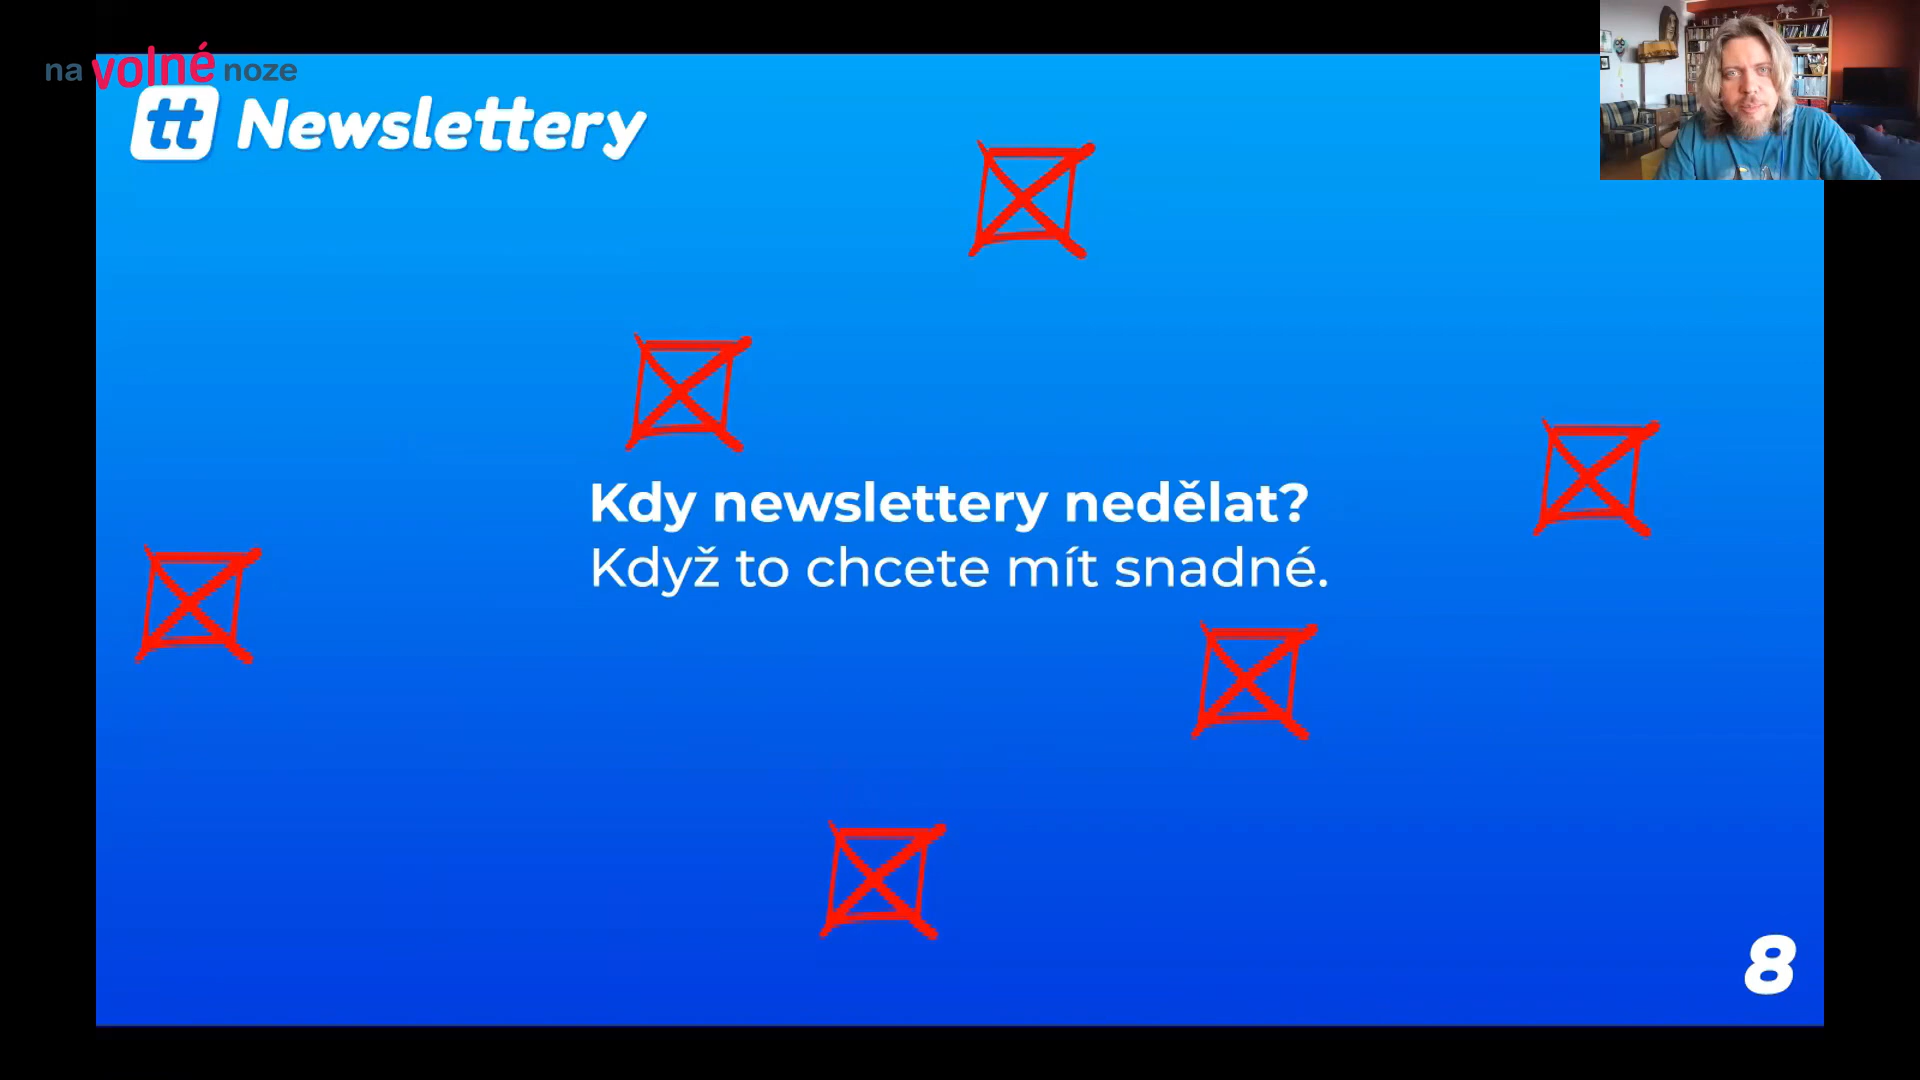 na volné noze
tt Newslettery
Kdy newslettery nedělat?
Když to chcete mít snadné.
8